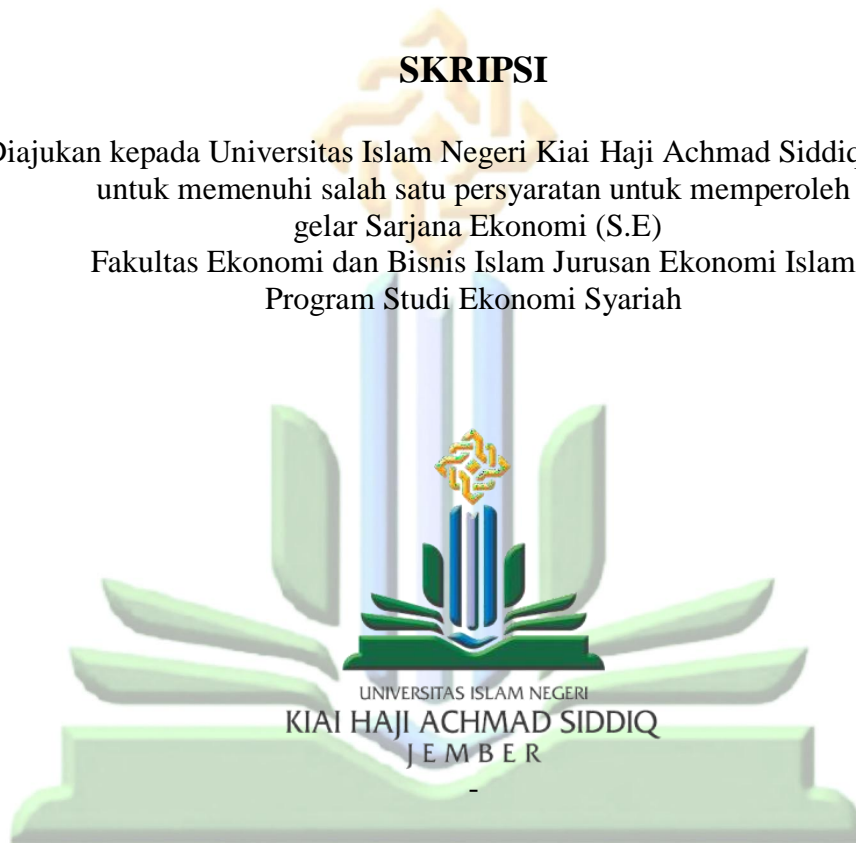 SKRIPSI
Diajukan kepada Universitas Islam Negeri Kiai Haji Achmad Siddiq
untuk memenuhi salah satu persyaratan untuk memperoleh
gelar Sarjana Ekonomi (S.E)
Fakultas Ekonomi dan Bisnis Islam Jurusan Ekonomi Islam
Program Studi Ekonomi Syariah
UNIVERSITAS ISLAM NEGERI
KIAI HAJI ACHMAD SIDDIQ
JEMBER
-